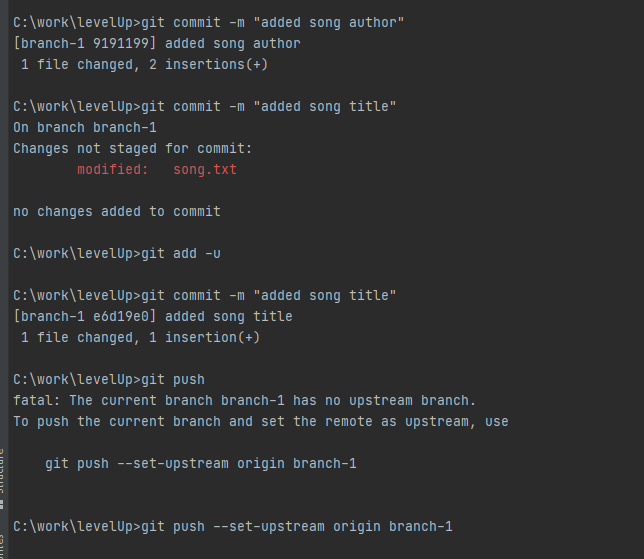 C:\work\levelUp>git commit -m "added song author"
[branch-1 9191199] added song author
 1 file changed, 2 insertions(+)

C:\work\levelUp>git commit -m "added song title"
On branch branch-1
Changes not staged for commit:
        modified:   song.txt

no changes added to commit

C:\work\levelUp>git add -u

C:\work\levelUp>git commit -m "added song title"
[branch-1 e6d19e0] added song title
 1 file changed, 1 insertion(+)

C:\work\levelUp>git push
fatal: The current branch branch-1 has no upstream branch.
To push the current branch and set the remote as upstream, use

    git push --set-upstream origin branch-1

C:\work\levelUp>git push --set-upstream origin branch-1